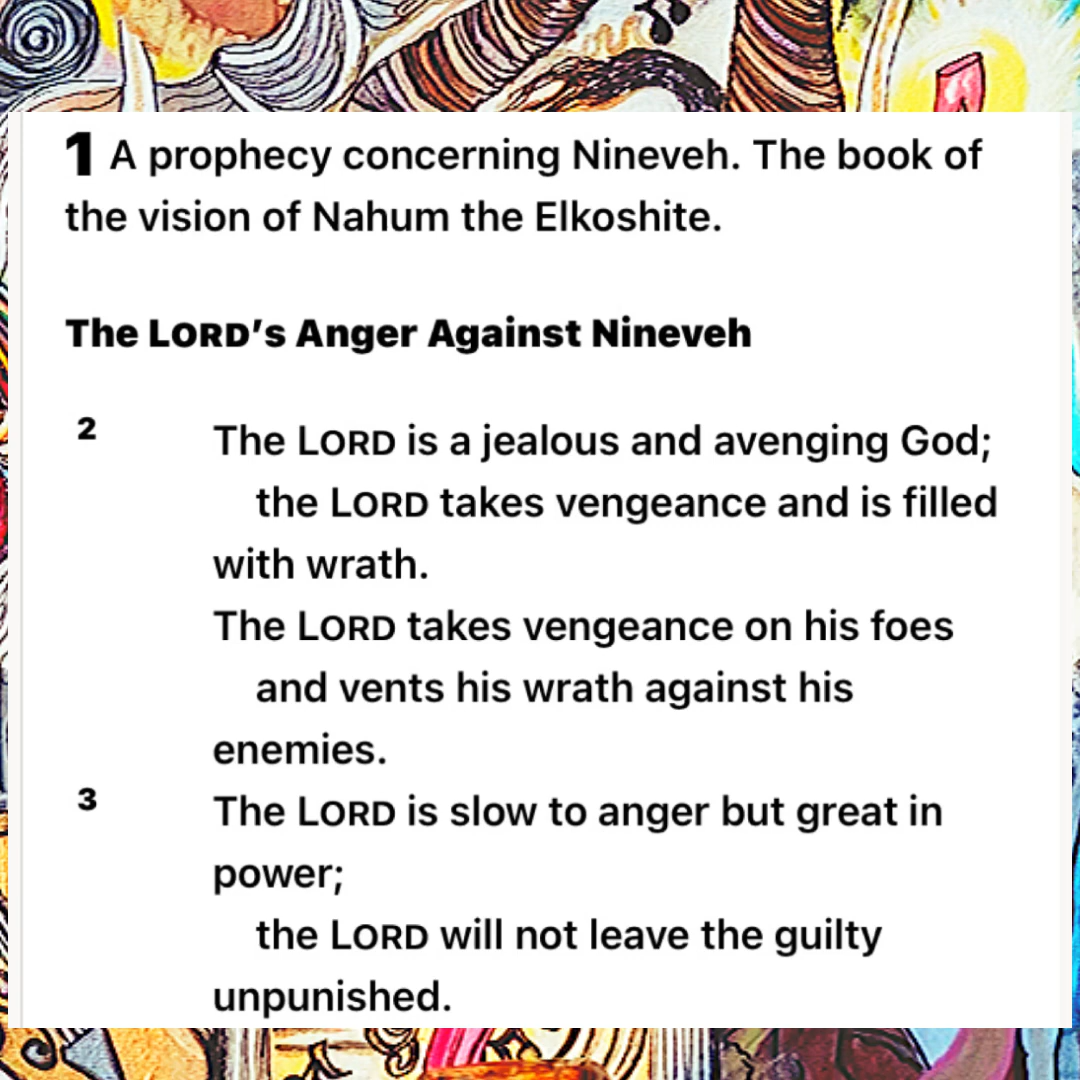 1 A prophecy concerning Nineveh. The book of
the vision of Nahum the Elkoshite.
The LORD’s Anger Against Nineveh
2 The LORD is a jealous and avenging God;
the LORD takes vengeance and is filled
with wrath.
The LORD takes vengeance on his foes
and vents his wrath against his
enemies.
3 The LORD is slow to anger but great in
power;
the LORD will not leave the guilty
unpunished.